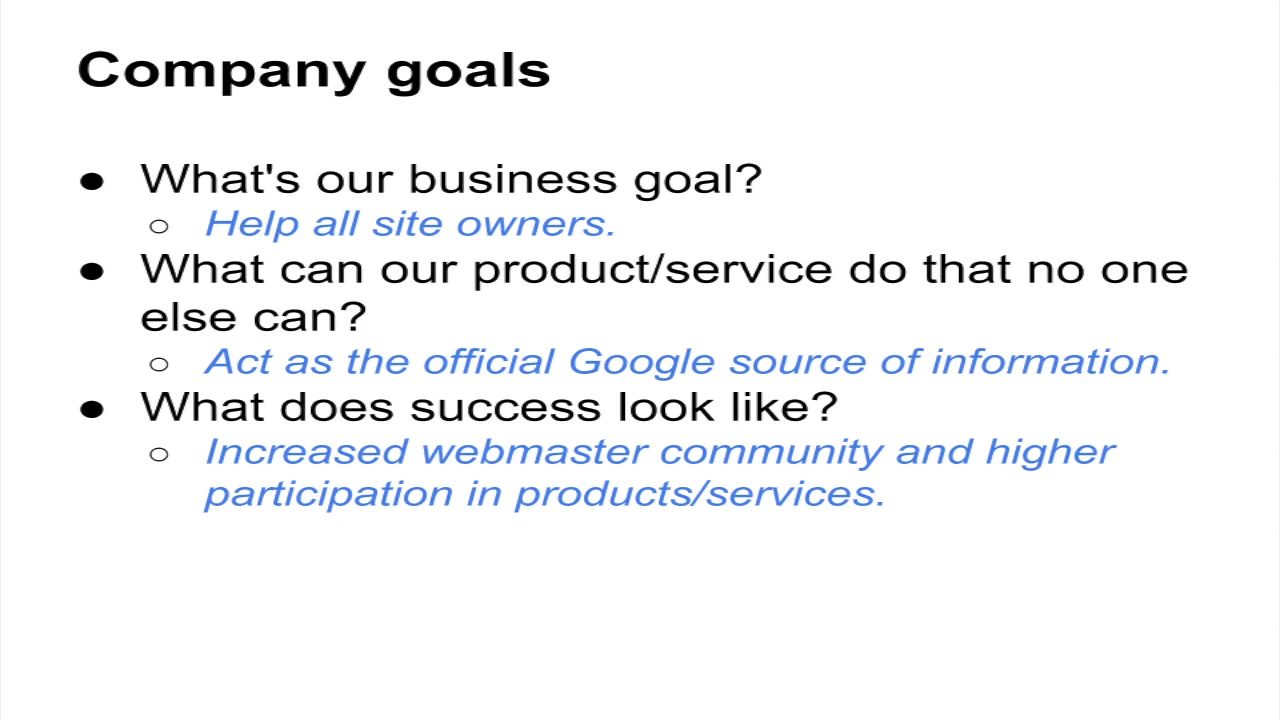 Company goals
● What's our business goal?
○ Help all site owners.
● What can our product/service do that no one
else can?
○ Act as the official Google source of information.
● What does success look like?
○ Increased webmaster community and higher
participation in products/services.